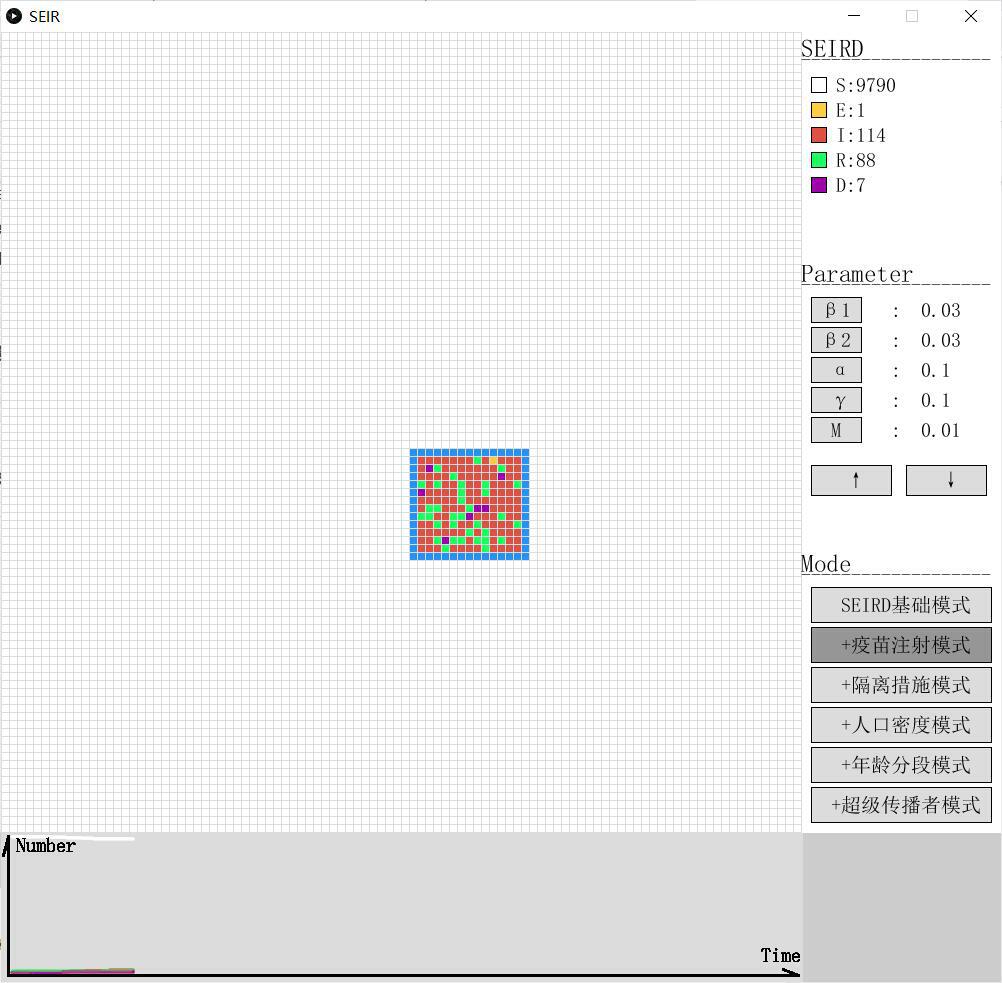 SEIR
SEIRD
S:9790
E:1
I:114
R:88
D:7
Parameter
β1 : 0.03
β2 : 0.03
α : 0.1
γ : 0.1
M : 0.01
↑ ↓
Mode
SEIRD基础模式
+疫苗注射模式
+隔离措施模式
+人口密度模式
+年龄分段模式
+超级传播者模式
Number
Time